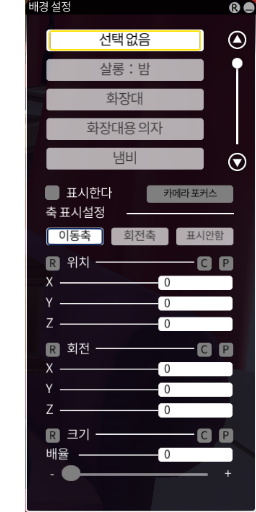 배경 설정 R
선택 없음
살롱 : 밤
화장대
화장대용 의자
냄비
표시한다 카메라 포커스
축 표시설정
이동축 회전축 표시안함
R 위치 C P
X 0
Y 0
Z 0
R 회전 C P
X 0
Y 0
Z 0
R 크기 C P
배율 0
- +